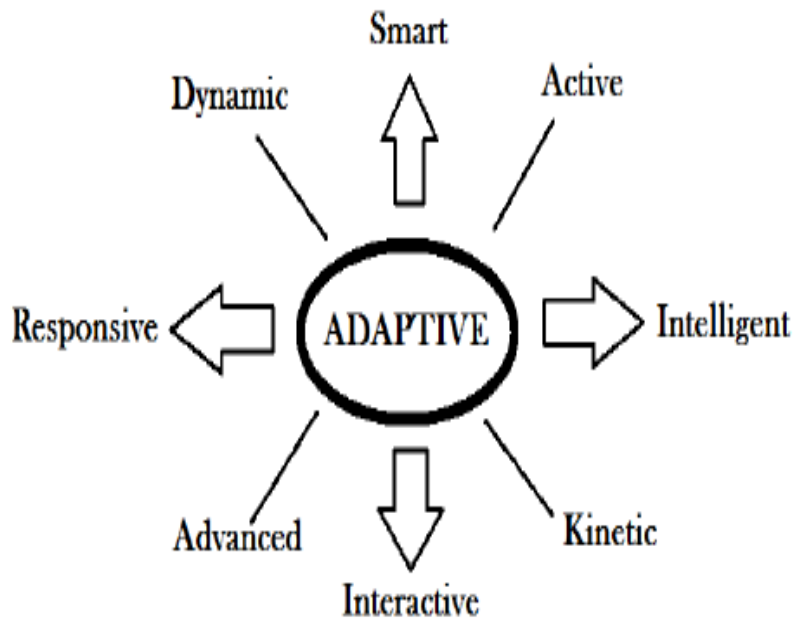 Smart
Dynamic
Active
Responsive
ADAPTIVE
Intelligent
Advanced
Kinetic
Interactive